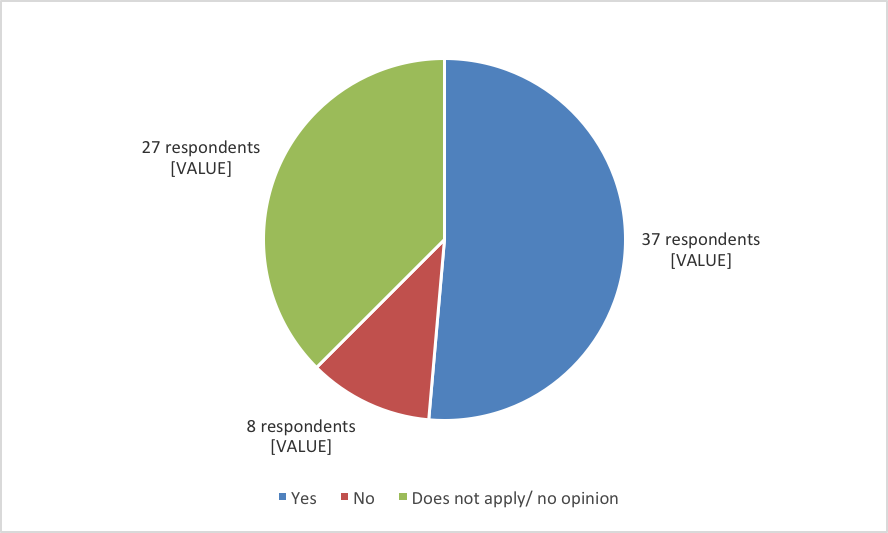 27 respondents
[VALUE]
37 respondents
[VALUE]
8 respondents
[VALUE]
Yes
No
Does not apply/ no opinion